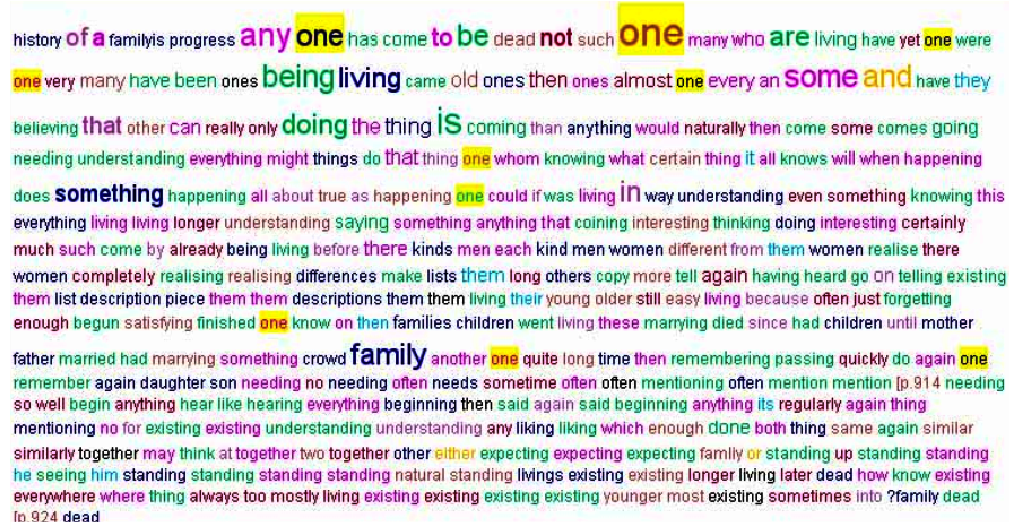 history of a familyis progress any one has come to be dead not such one many who are living have yet one were
one very many have been ones being living came old ones then ones almost one every an some and have they
believing that other can really only doing the thing is coming than anything would naturally then come some comes going
needing understanding everything might things do that thing one whom knowing what certain thing it all knows will when happening
does something happening all about true as happening one could if was living in way understanding even something knowing this
everything living living longer understanding saying something anything that coining interesting thinking doing interesting certainly
much such come by already being living before there kinds men each kind men women different from them women realise there
women completely realising realising differences make lists them long others copy more tell again having heard go on telling existing
them list description piece them them descriptions them them living their young older still easy living because often just forgetting
enough begun satisfying finished one know on then families children went living these marrying died since had children until mother
father married had marrying something crowd family another one quite long time then remembering passing quickly do again one
remember again daughter son needing no needing often needs sometime often often mentioning often mention mention [p.914 needing
so well begin anything hear like hearing everything beginning then said again said beginning anything its regularly again thing
mentioning no for existing existing understanding understanding any liking liking which enough done both thing same again similar
similarly together may think at together two together other either expecting expecting expecting family or standing up standing standing
he seeing him standing standing standing standing natural standing livings existing existing longer living later dead how know existing
everywhere where thing always too mostly living existing existing existing existing younger most existing sometimes into ?family dead
[p.924 dead